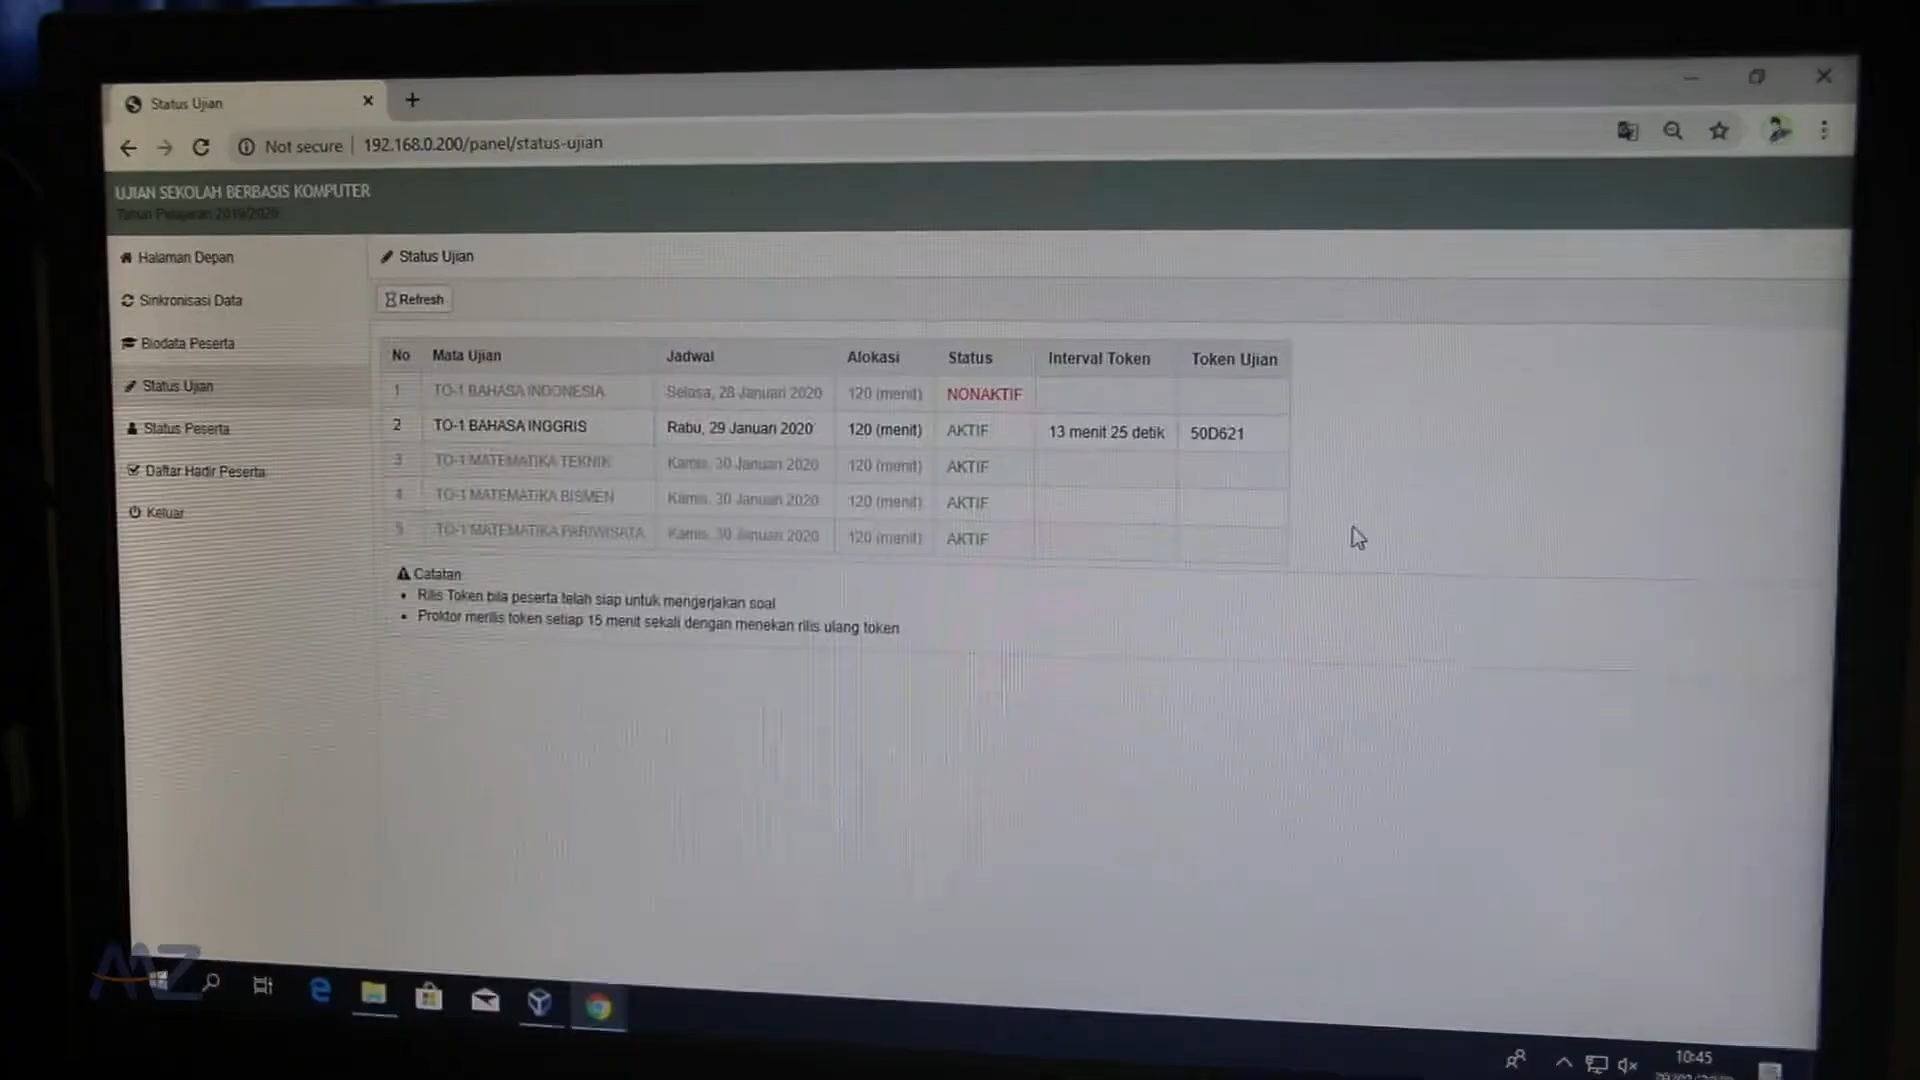 Status Ujian
Not secure | 192.168.0.200/panel/status-ujian
UJIAN SEKOLAH BERBASIS KOMPUTER
Tahun Pelajaran 2019/2020
Halaman Depan
Sinkronisasi Data
Biodata Peserta
Status Ujian
Status Peserta
Daftar Hadir Peserta
Keluar
Status Ujian
Refresh
No Mata Ujian Jadwal Alokasi Status Interval Token Token Ujian
1 TO-1 BAHASA INDONESIA Selasa, 28 Januari 2020 120 (menit) NONAKTIF
2 TO-1 BAHASA INGGRIS Rabu, 29 Januari 2020 120 (menit) AKTIF 13 menit 25 detik 50D621
3 TO-1 MATEMATIKA TEKNIK Kamis, 30 Januari 2020 120 (menit) AKTIF
4 TO-1 MATEMATIKA BISMEN Kamis, 30 Januari 2020 120 (menit) AKTIF
5 TO-1 MATEMATIKA PARIWISATA Kamis, 30 Januari 2020 120 (menit) AKTIF
Catatan
• Rilis Token bila peserta telah siap untuk mengerjakan soal
• Proktor merilis token setiap 15 menit sekali dengan menekan rilis ulang token
MZ
10:45